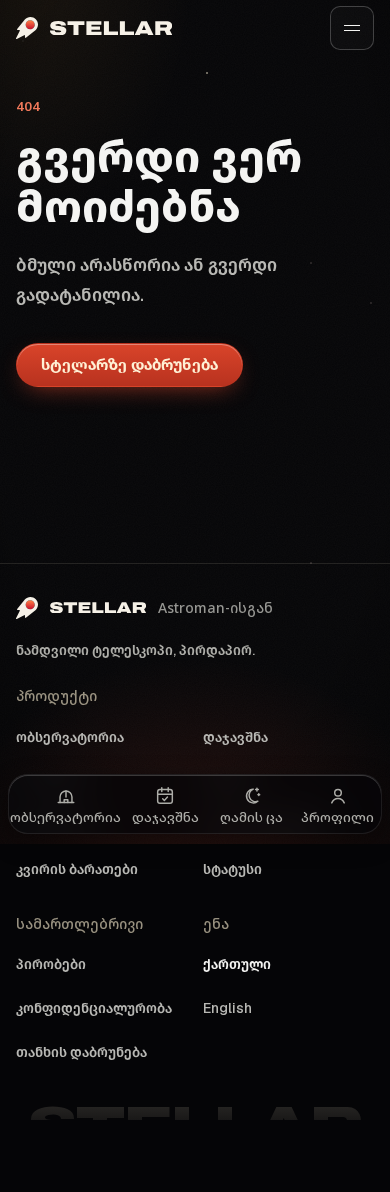 STELLAR
404
გვერდი ვერ
მოიძებნა
ბმული არასწორია ან გვერდი
გადატანილია.
სტელარზე დაბრუნება
STELLAR Astroman-ისგან
ნამდვილი ტელესკოპი, პირდაპირ.
პროდუქტი
ობსერვატორია დაჯავშნა
ობსერვატორია დაჯავშნა ღამის ცა პროფილი
კვირის ბარათები სტატუსი
სამართლებრივი ენა
პირობები ქართული
კონფიდენციალურობა English
თანხის დაბრუნება
STELLAR